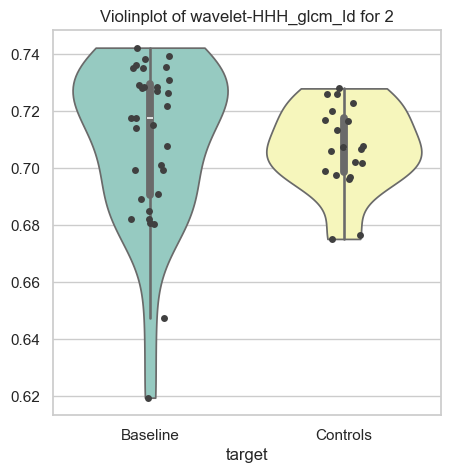 Violinplot of wavelet-HHH_glcm_Id for 2
0.74
0.72
0.70
0.68
0.66
0.64
0.62
Baseline
Controls
target